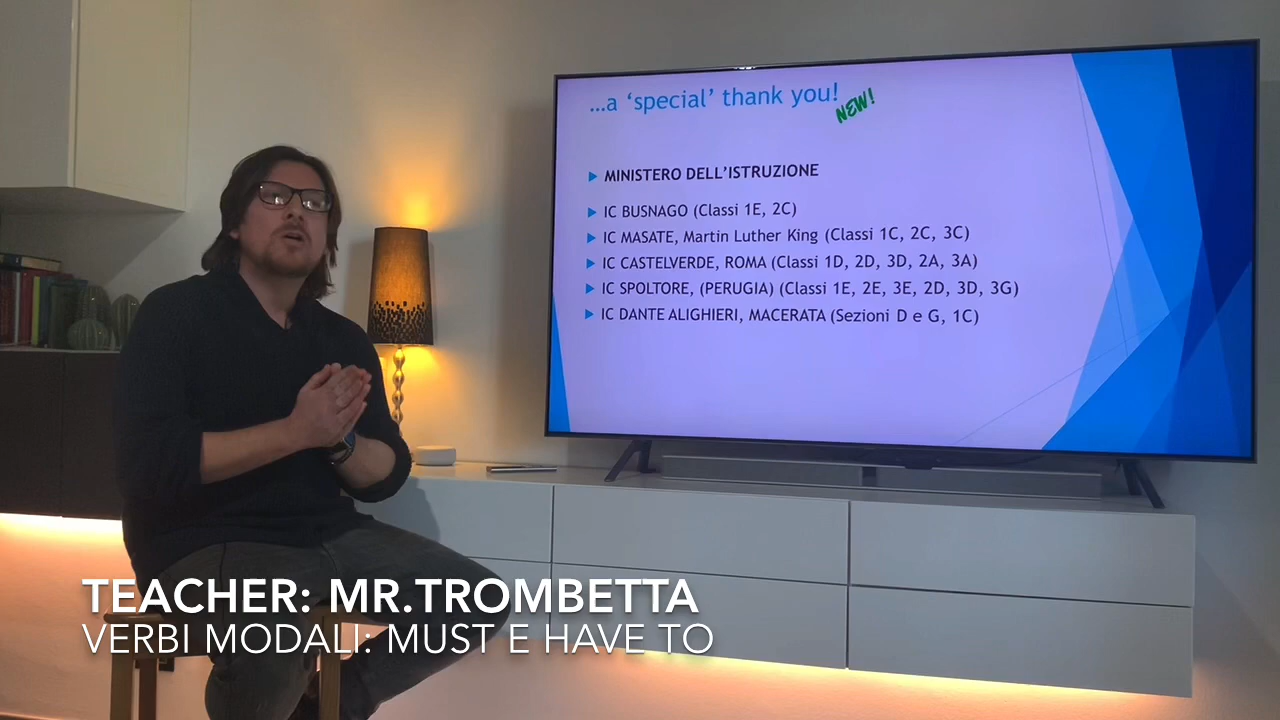 ...a ‘special’ thank you!
NEW!
MINISTERO DELL’ISTRUZIONE
IC BUSNAGO (Classi 1E, 2C)
IC MASATE, Martin Luther King (Classi 1C, 2C, 3C)
IC CASTELVERDE, ROMA (Classi 1D, 2D, 3D, 2A, 3A)
IC SPOLTORE, (PERUGIA) (Classi 1E, 2E, 3E, 2D, 3D, 3G)
IC DANTE ALIGHIERI, MACERATA (Sezioni D e G, 1C)
TEACHER: MR.TROMBETTA
VERBI MODALI: MUST E HAVE TO